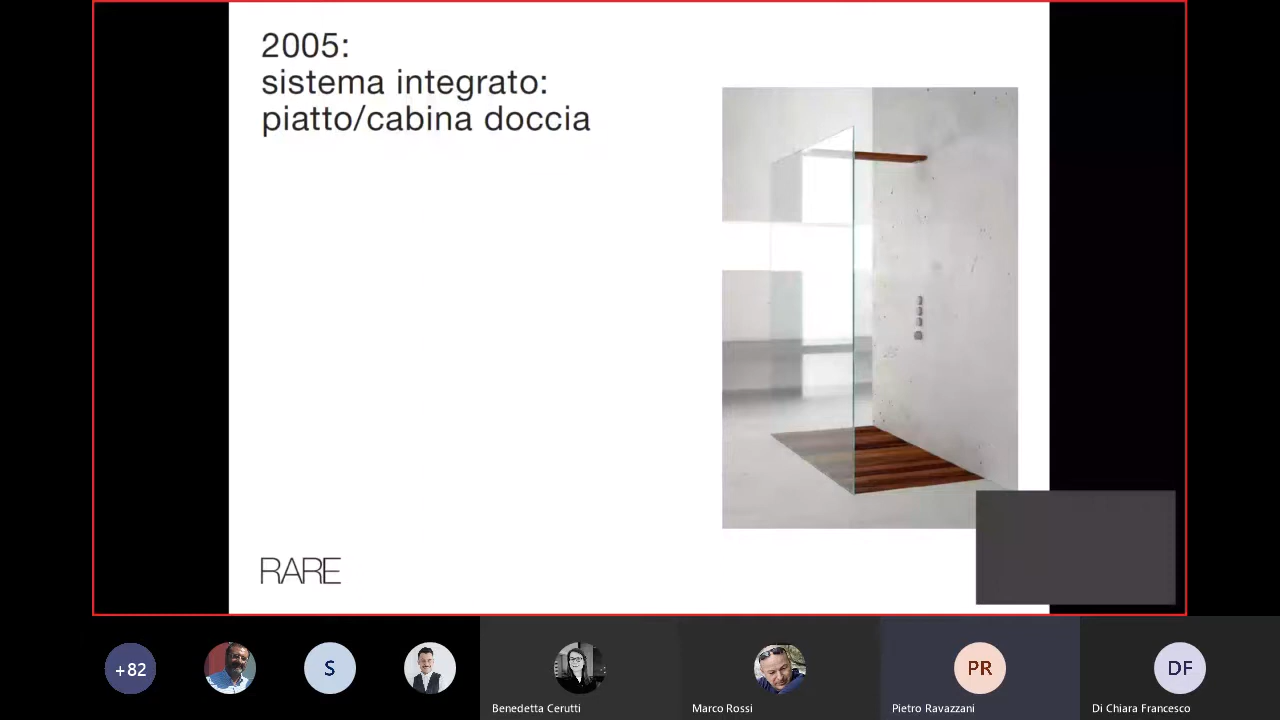 2005:
sistema integrato:
piatto/cabina doccia
RARE
+82
S
PR
DF
Benedetta Cerutti
Marco Rossi
Pietro Ravazzani
Di Chiara Francesco